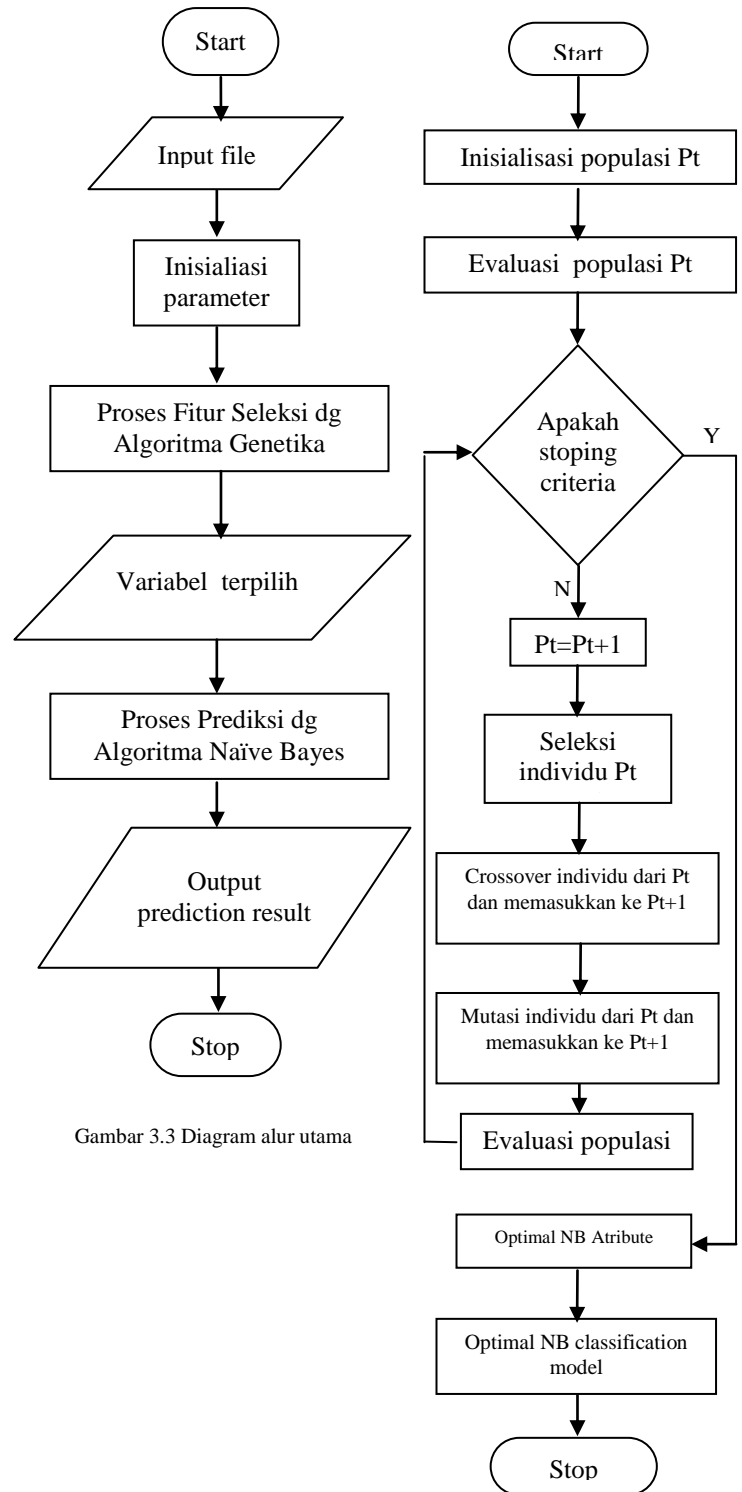 Start
Input file
Inisialiasi
parameter
Proses Fitur Seleksi dg
Algoritma Genetika
Variabel terpilih
Proses Prediksi dg
Algoritma Naïve Bayes
Output
prediction result
Stop
Gambar 3.3 Diagram alur utama
Start
Inisialisasi populasi Pt
Evaluasi populasi Pt
Apakah
stoping
criteria
Y
N
Pt=Pt+1
Seleksi
individu Pt
Crossover individu dari Pt
dan memasukkan ke Pt+1
Mutasi individu dari Pt dan
memasukkan ke Pt+1
Evaluasi populasi
Optimal NB Atribute
Optimal NB classification
model
Stop